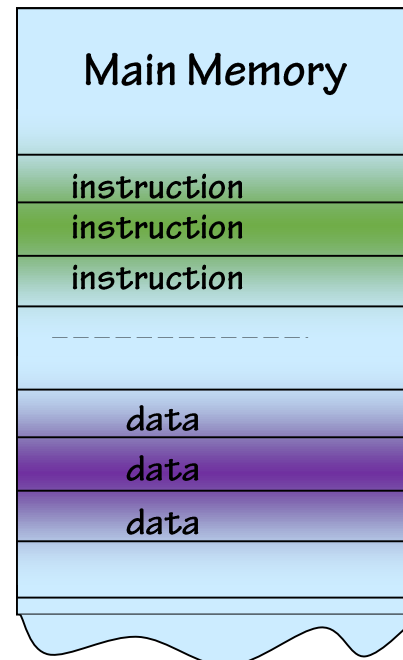 Main Memory
instruction
instruction
instruction
data
data
data